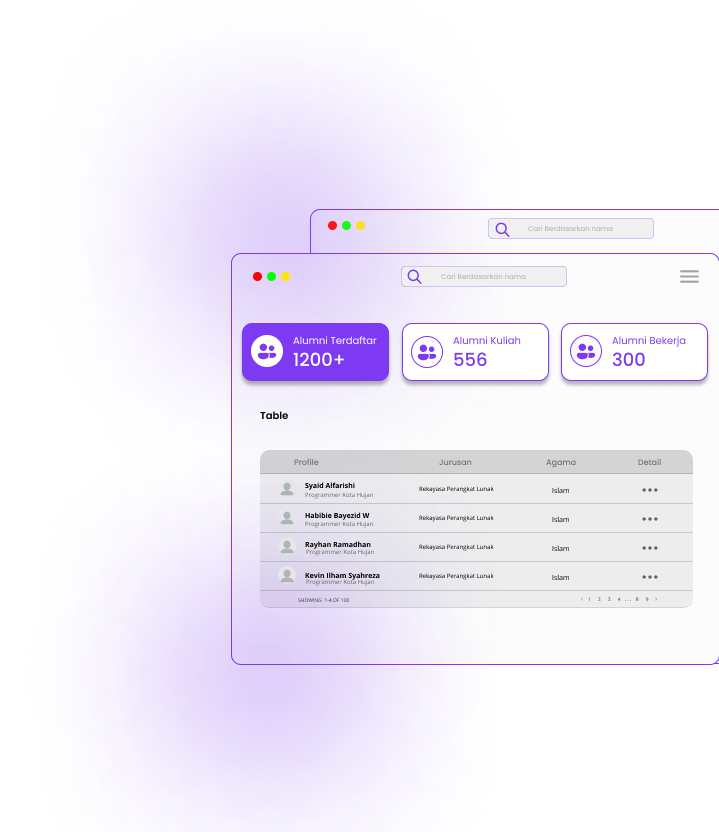 Cari Berdasarkan nama
Cari Berdasarkan nama
Alumni Terdaftar
1200+
Alumni Kuliah
556
Alumni Bekerja
300
Table
Profile Jurusan Agama Detail
Syaid Alfarishi
Programmer Kota Hujan
Rekayasa Perangkat Lunak Islam
Habibie Bayezid W
Programmer Kota Hujan
Rekayasa Perangkat Lunak Islam
Rayhan Ramadhan
Programmer Kota Hujan
Rekayasa Perangkat Lunak Islam
Kevin Ilham Syahreza
Programmer Kota Hujan
Rekayasa Perangkat Lunak Islam
SHOWING 1-4 OF 100 < 1 2 3 4 ... 8 9 >